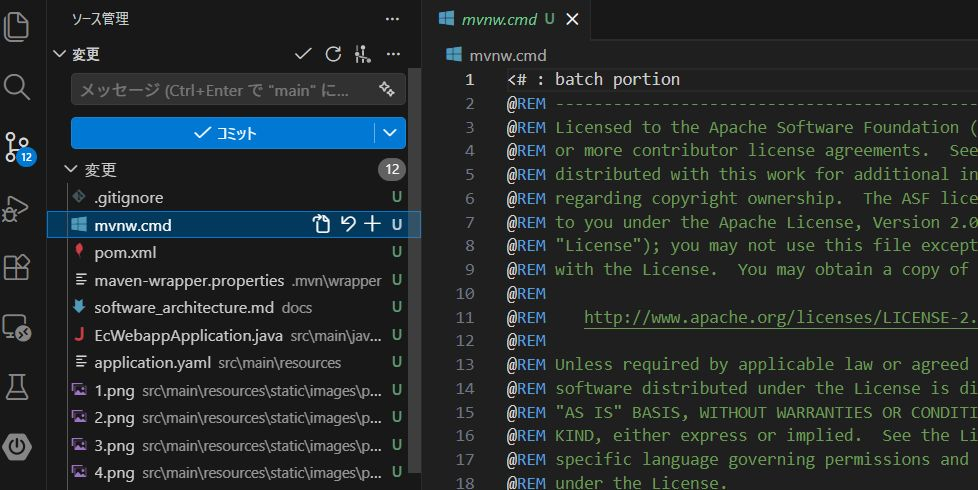 ソース管理
変更
メッセージ (Ctrl+Enter で "main" に...
コミット
変更 12
.gitignore U
mvnw.cmd U
pom.xml U
maven-wrapper.properties .mvn\wrapper U
software_architecture.md docs U
EcWebappApplication.java src\main\jav... U
application.yaml src\main\resources U
1.png src\main\resources\static\images\p... U
2.png src\main\resources\static\images\p... U
3.png src\main\resources\static\images\p... U
4.png src\main\resources\static\images\p... U
12
mvnw.cmd U
mvnw.cmd
1 <# : batch portion
2 @REM ----------------------------------------
3 @REM Licensed to the Apache Software Foundation (
4 @REM or more contributor license agreements.  See
5 @REM distributed with this work for additional in
6 @REM regarding copyright ownership.  The ASF lice
7 @REM to you under the Apache License, Version 2.0
8 @REM "License"); you may not use this file except
9 @REM with the License.  You may obtain a copy of
10 @REM
11 @REM    http://www.apache.org/licenses/LICENSE-2.
12 @REM
13 @REM Unless required by applicable law or agreed
14 @REM software distributed under the License is di
15 @REM "AS IS" BASIS, WITHOUT WARRANTIES OR CONDITI
16 @REM KIND, either express or implied.  See the Li
17 @REM specific language governing permissions and
18 @REM under the License.